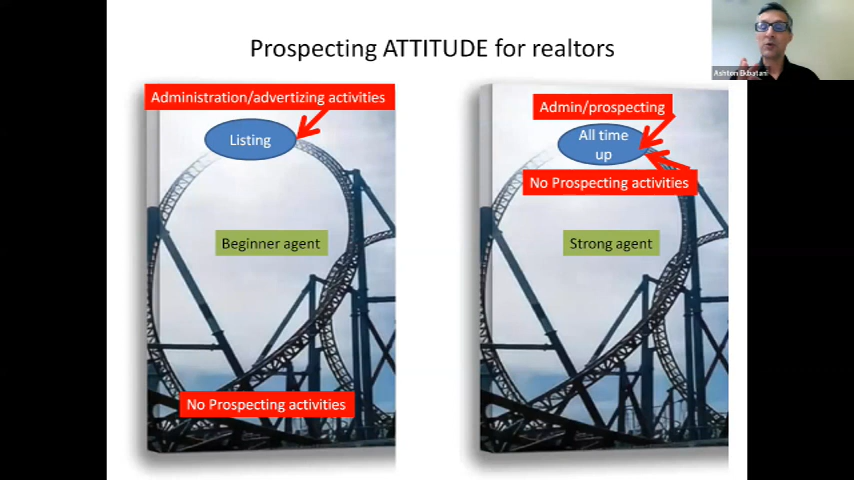 Prospecting ATTITUDE for realtors
Ashton Ekbatan
Administration/advertizing activities
Listing
Beginner agent
No Prospecting activities
Admin/prospecting
All time
up
No Prospecting activities
Strong agent